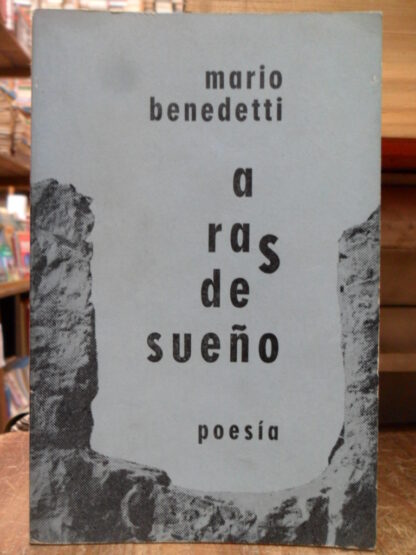 mario
benedetti
a
ras
de
sueño
poesía